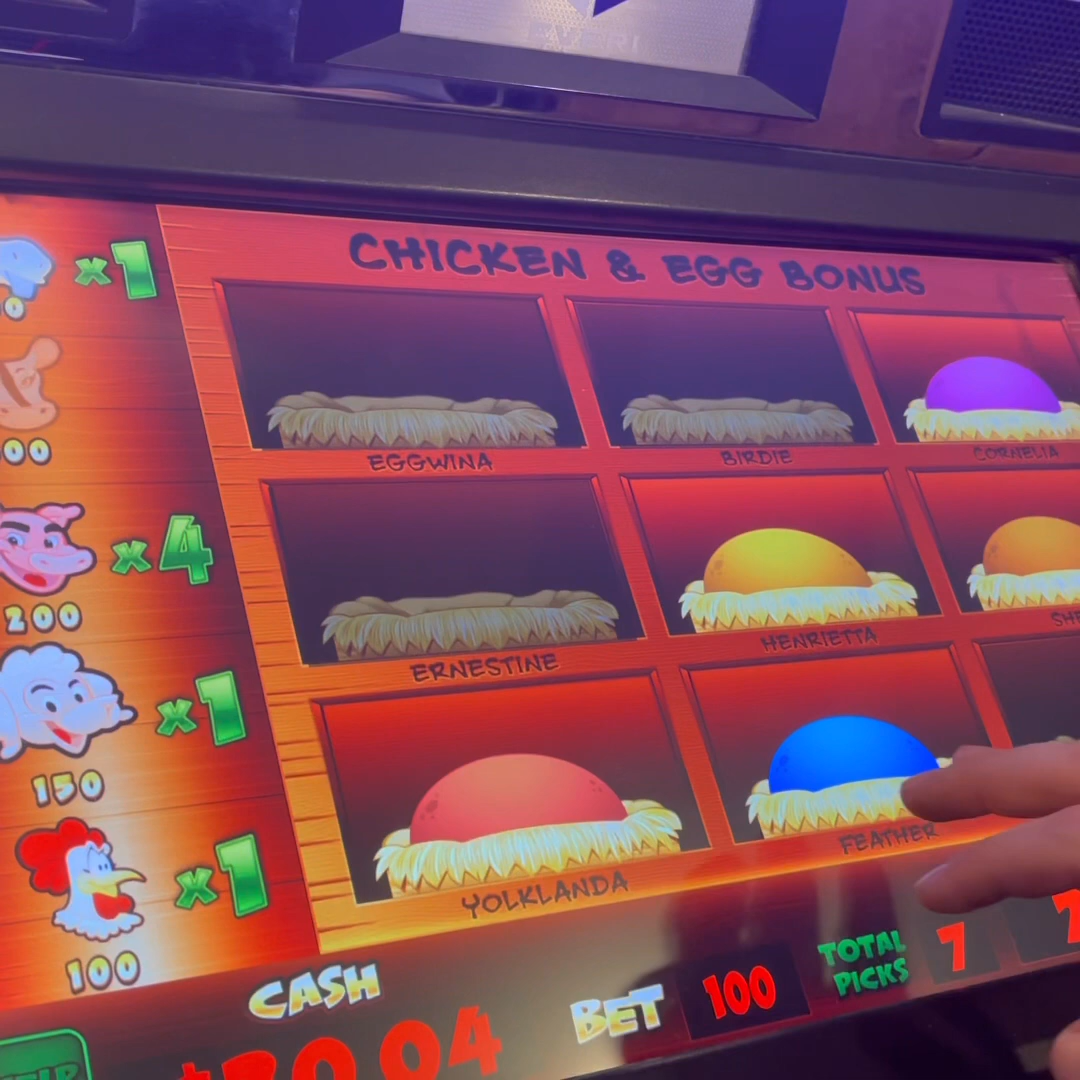 CHICKEN & EGG BONUS
x1
x4
200
x1
150
x1
100
EGGWINA
BIRDIE
CORNELIA
ERNESTINE
HENRIETTA
YOLKLANDA
FEATHER
CASH
BET
100
TOTAL
PICKS
7